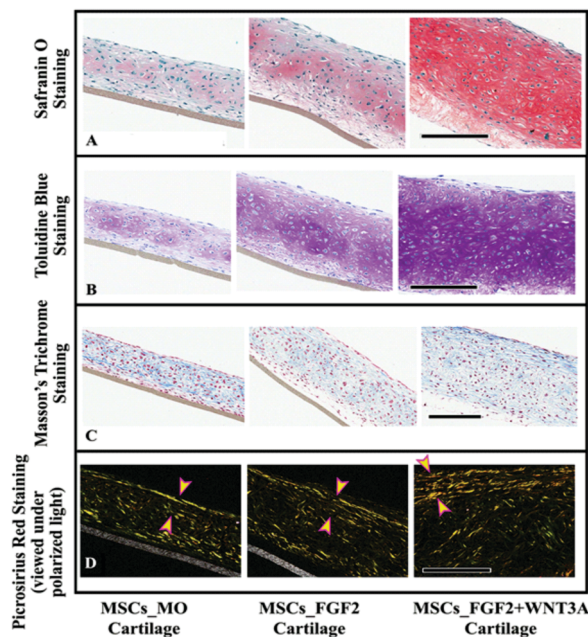 Safranin O
Staining
A
Toluidine Blue
Staining
B
Masson's Trichrome
Staining
C
Picrosirius Red Staining
(viewed under
polarized light)
D
MSCs_MO
Cartilage
MSCs_FGF2
Cartilage
MSCs_FGF2+WNT3A
Cartilage